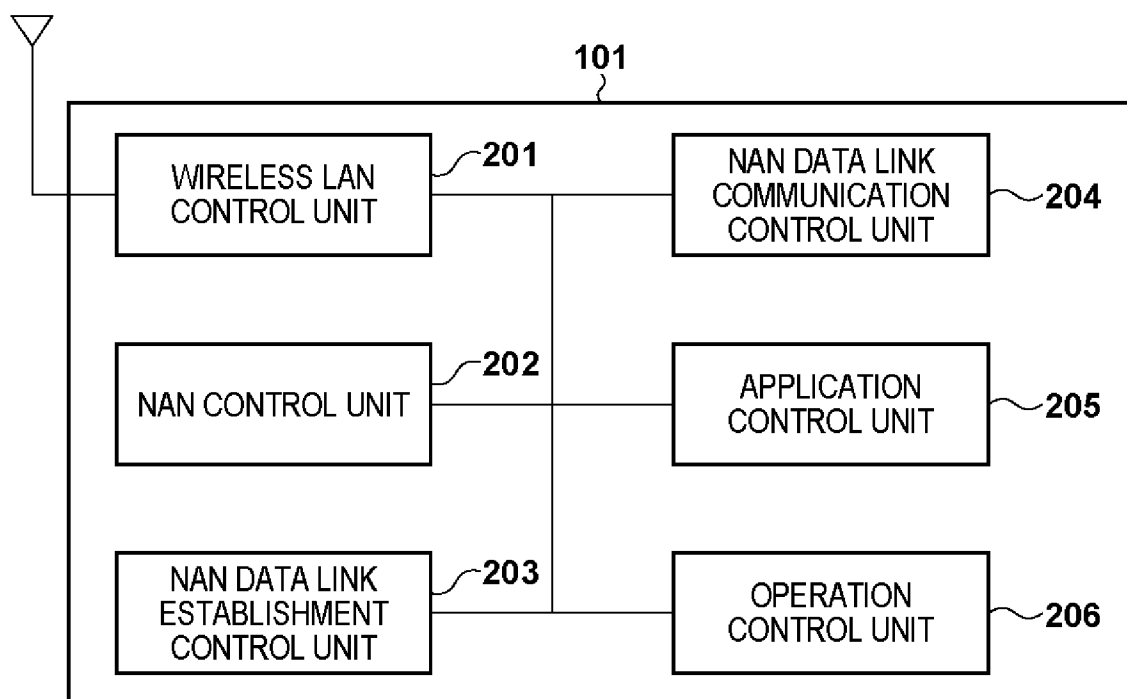 101
WIRELESS LAN
CONTROL UNIT
201
NAN DATA LINK
COMMUNICATION
CONTROL UNIT
204
NAN CONTROL UNIT
202
APPLICATION
CONTROL UNIT
205
NAN DATA LINK
ESTABLISHMENT
CONTROL UNIT
203
OPERATION
CONTROL UNIT
206